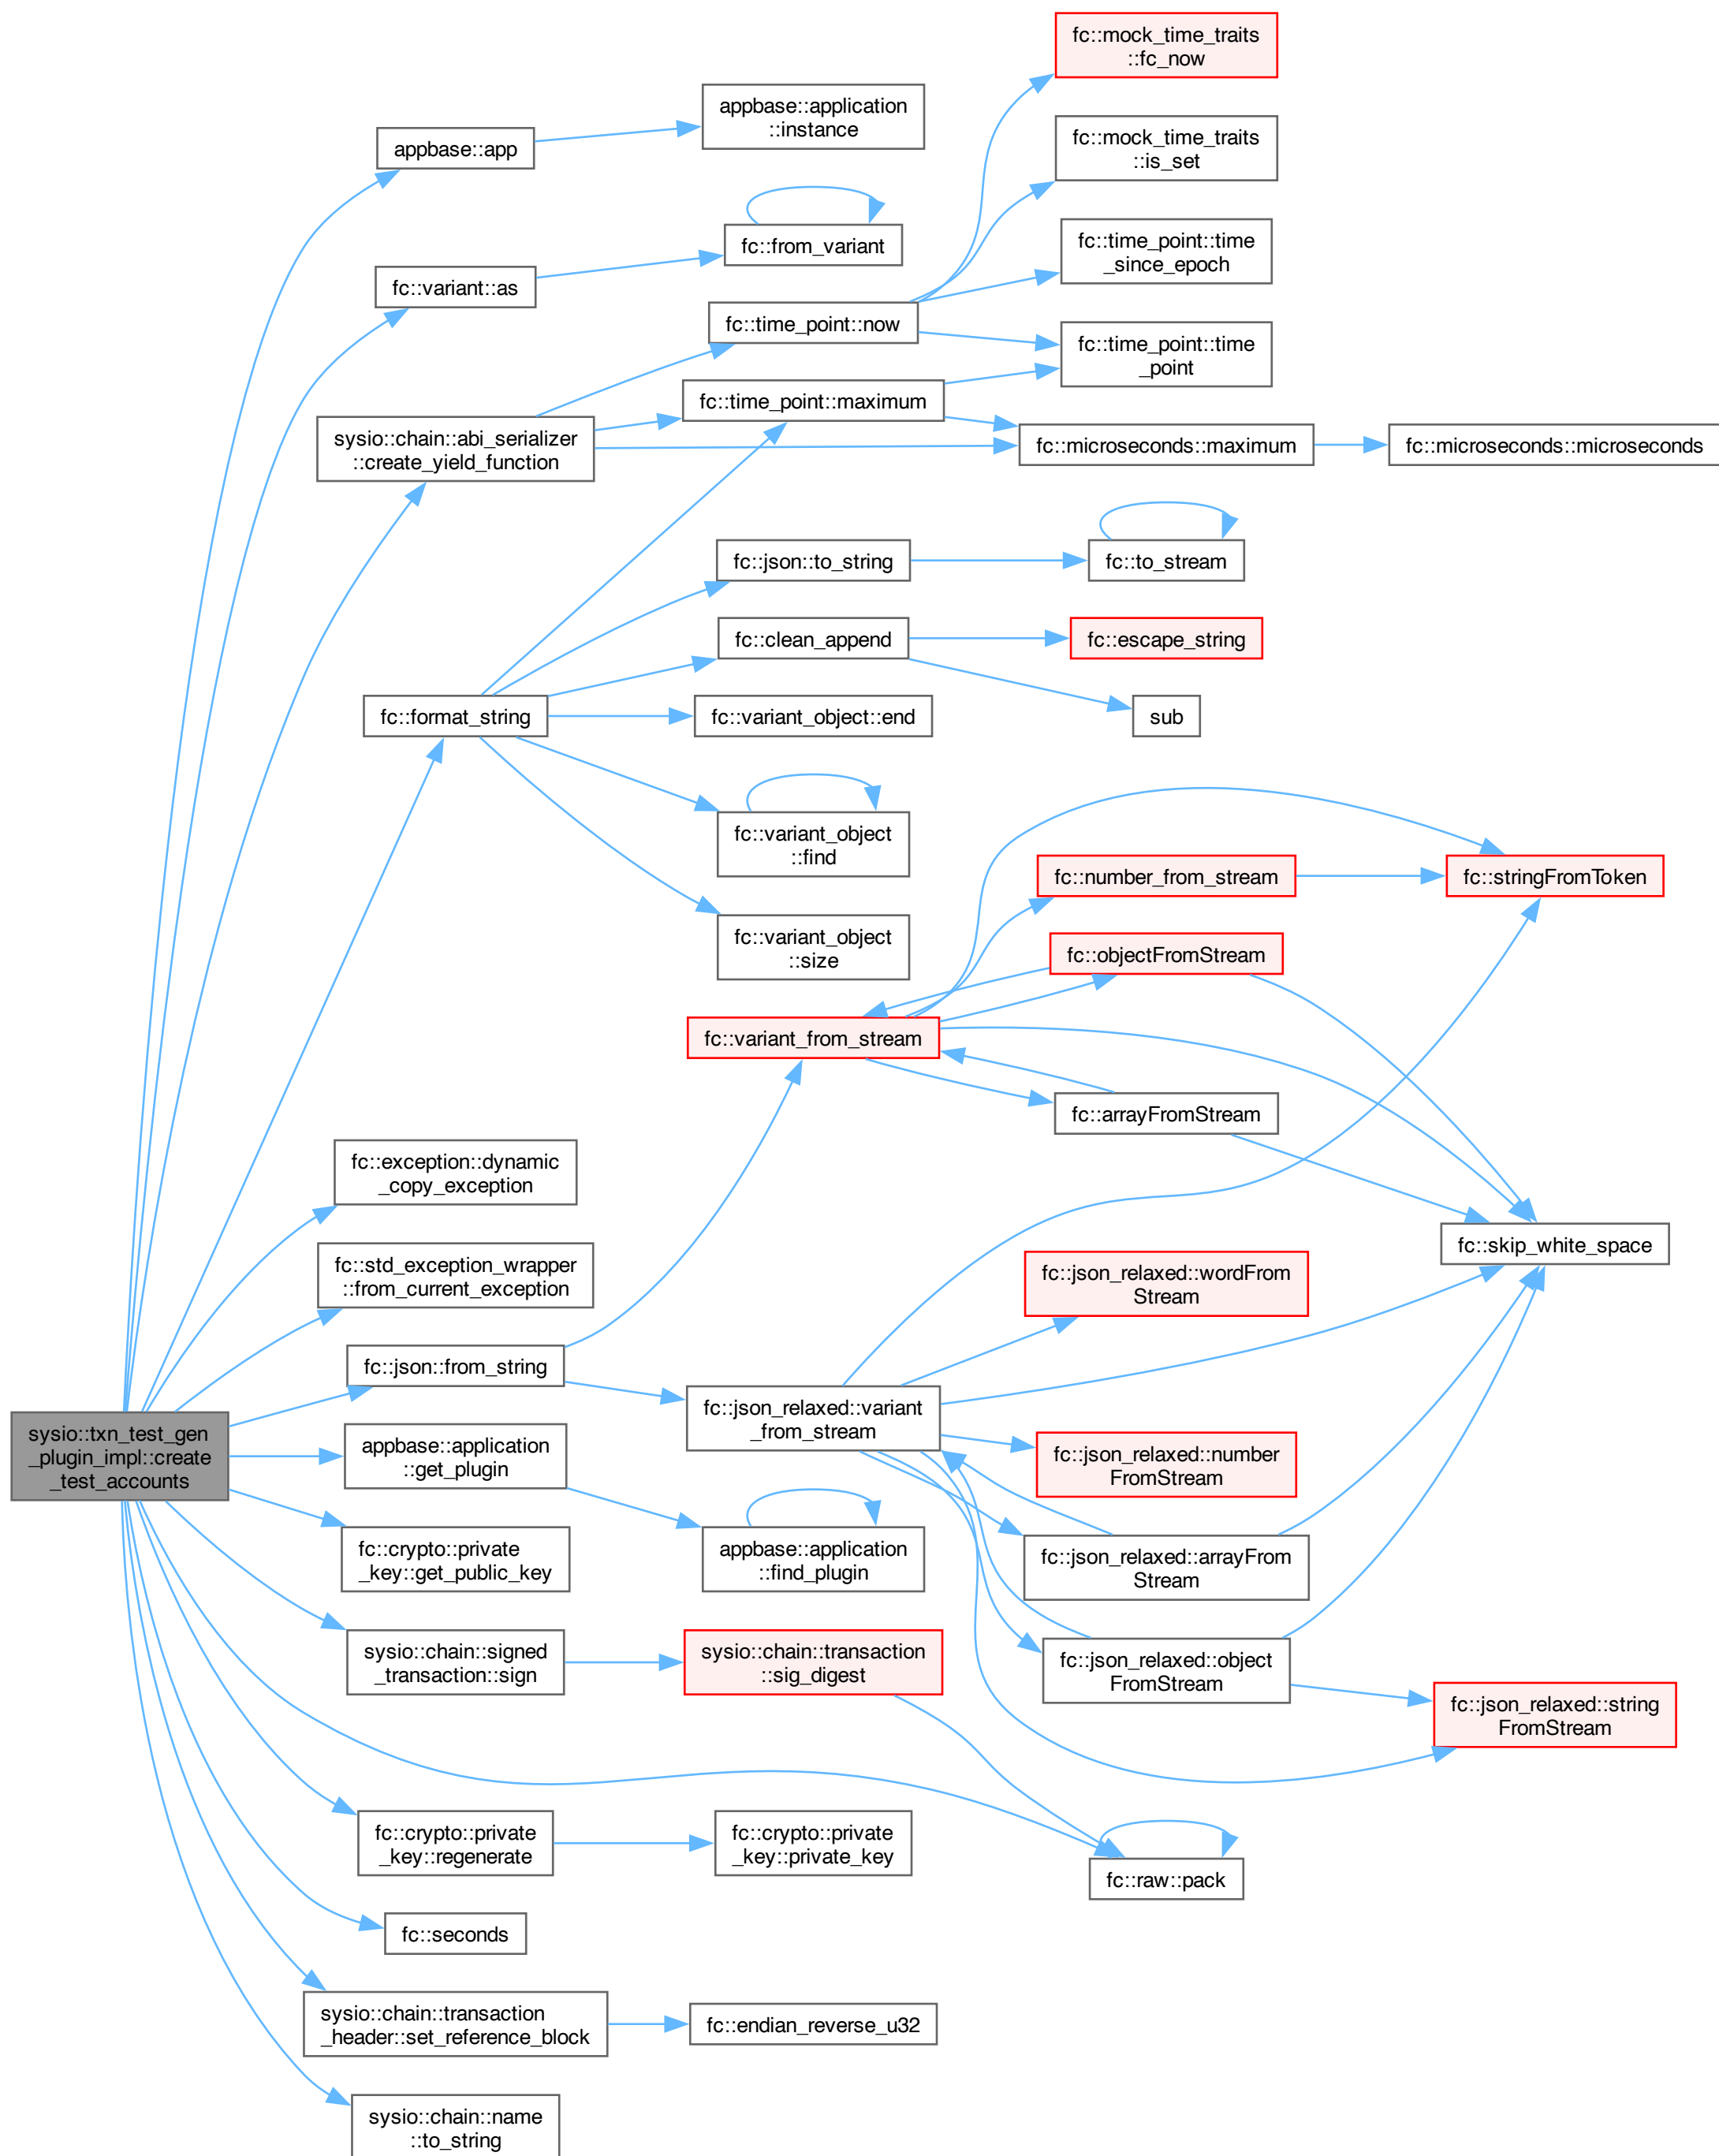 fc::mock_time_traits
::fc_now
appbase::application
::instance
appbase::app
fc::mock_time_traits
::is_set
fc::from_variant
fc::time_point::time
_since_epoch
fc::variant::as
fc::time_point::now
fc::time_point::time
_point
fc::time_point::maximum
sysio::chain::abi_serializer
::create_yield_function
fc::microseconds::maximum
fc::microseconds::microseconds
fc::json::to_string
fc::to_stream
fc::clean_append
fc::escape_string
fc::format_string
fc::variant_object::end
sub
fc::variant_object
::find
fc::number_from_stream
fc::stringFromToken
fc::variant_object
::size
fc::objectFromStream
fc::variant_from_stream
fc::arrayFromStream
fc::exception::dynamic
_copy_exception
fc::skip_white_space
fc::std_exception_wrapper
::from_current_exception
fc::json_relaxed::wordFrom
Stream
fc::json::from_string
fc::json_relaxed::variant
_from_stream
sysio::txn_test_gen
_plugin_impl::create
_test_accounts
appbase::application
::get_plugin
fc::json_relaxed::number
FromStream
fc::crypto::private
_key::get_public_key
appbase::application
::find_plugin
fc::json_relaxed::arrayFrom
Stream
sysio::chain::signed
_transaction::sign
sysio::chain::transaction
::sig_digest
fc::json_relaxed::object
FromStream
fc::json_relaxed::string
FromStream
fc::crypto::private
_key::regenerate
fc::crypto::private
_key::private_key
fc::raw::pack
fc::seconds
sysio::chain::transaction
_header::set_reference_block
fc::endian_reverse_u32
sysio::chain::name
::to_string